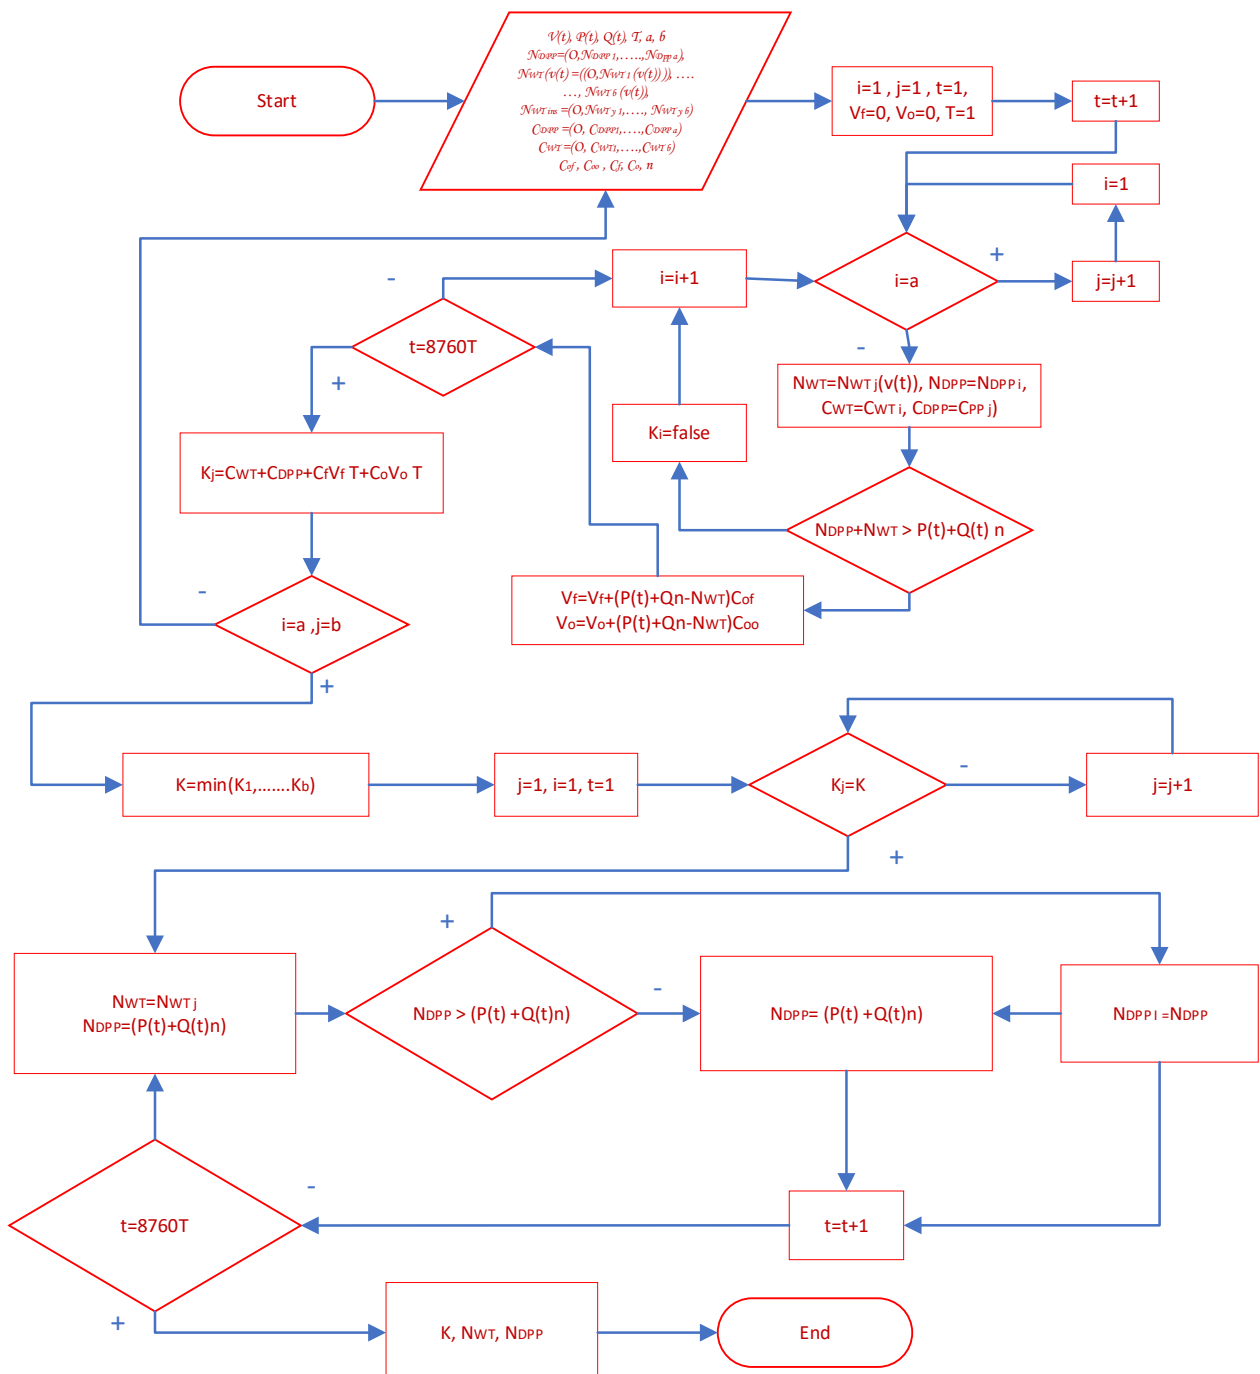 Start
V(t), P(t), Q(t), T, a, b
NDPP=(O,NDPP 1,.....,NDpp a),
NWT(v(t) =((O,NWT 1 (v(t)))), ....
..., NWT b (v(t)),
NWT ins =(O,NWT y 1,...., NWT y b)
CDPP =(O, CDPP1,....,CDPP a)
CWT =(O, CWT1,....,CWT b)
Cof , Coo , Cf, Co, n
i=1 , j=1 , t=1,
Vf=0, Vo=0, T=1
t=t+1
i=1
j=j+1
+
i=a
i=i+1
-
t=8760T
+
-
NWT=NWT j(v(t)), NDPP=NDPP i,
CWT=CWT i, CDPP=CPP j)
Ki=false
Kj=CWT+CDPP+CfVf T+CoVo T
NDPP+NWT > P(t)+Q(t) n
Vf=Vf+(P(t)+Qn-NWT)Cof
Vo=Vo+(P(t)+Qn-NWT)Coo
-
i=a ,j=b
+
K=min(K1,.......Kb)
j=1, i=1, t=1
Kj=K
-
j=j+1
+
+
NWT=NWT j
NDPP=(P(t)+Q(t)n)
NDPP > (P(t) +Q(t)n)
-
NDPP= (P(t) +Q(t)n)
NDPP I =NDPP
-
t=8760T
t=t+1
+
K, NWT, NDPP
End